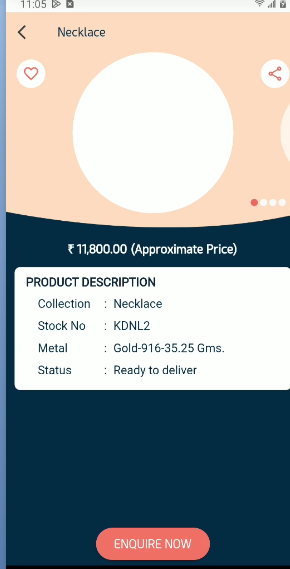 11:05
Necklace
₹ 11,800.00 (Approximate Price)
PRODUCT DESCRIPTION
Collection : Necklace
Stock No : KDNL2
Metal : Gold-916-35.25 Gms.
Status : Ready to deliver
ENQUIRE NOW